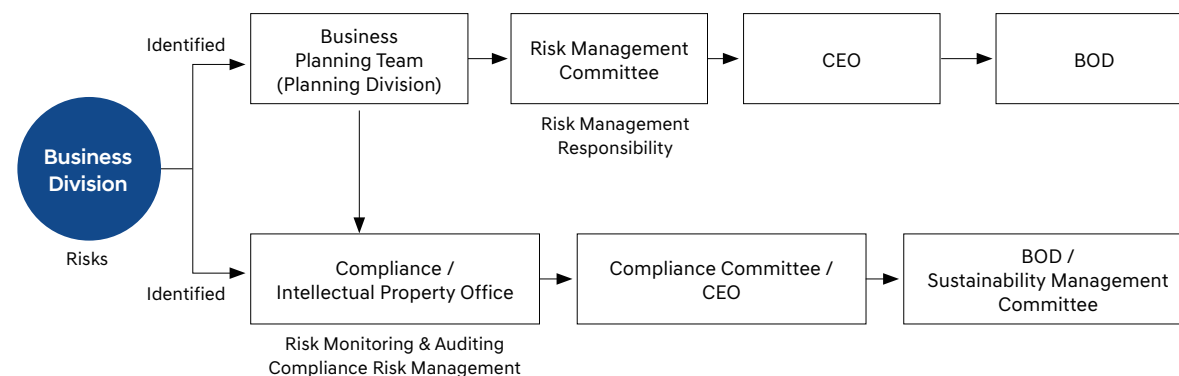 Identified
Business
Planning Team
(Planning Division)
Risk Management
Committee
CEO
BOD
Risk Management
Responsibility
Business
Division
Risks
Identified
Compliance /
Intellectual Property Office
Compliance Committee /
CEO
BOD /
Sustainability Management
Committee
Risk Monitoring & Auditing
Compliance Risk Management